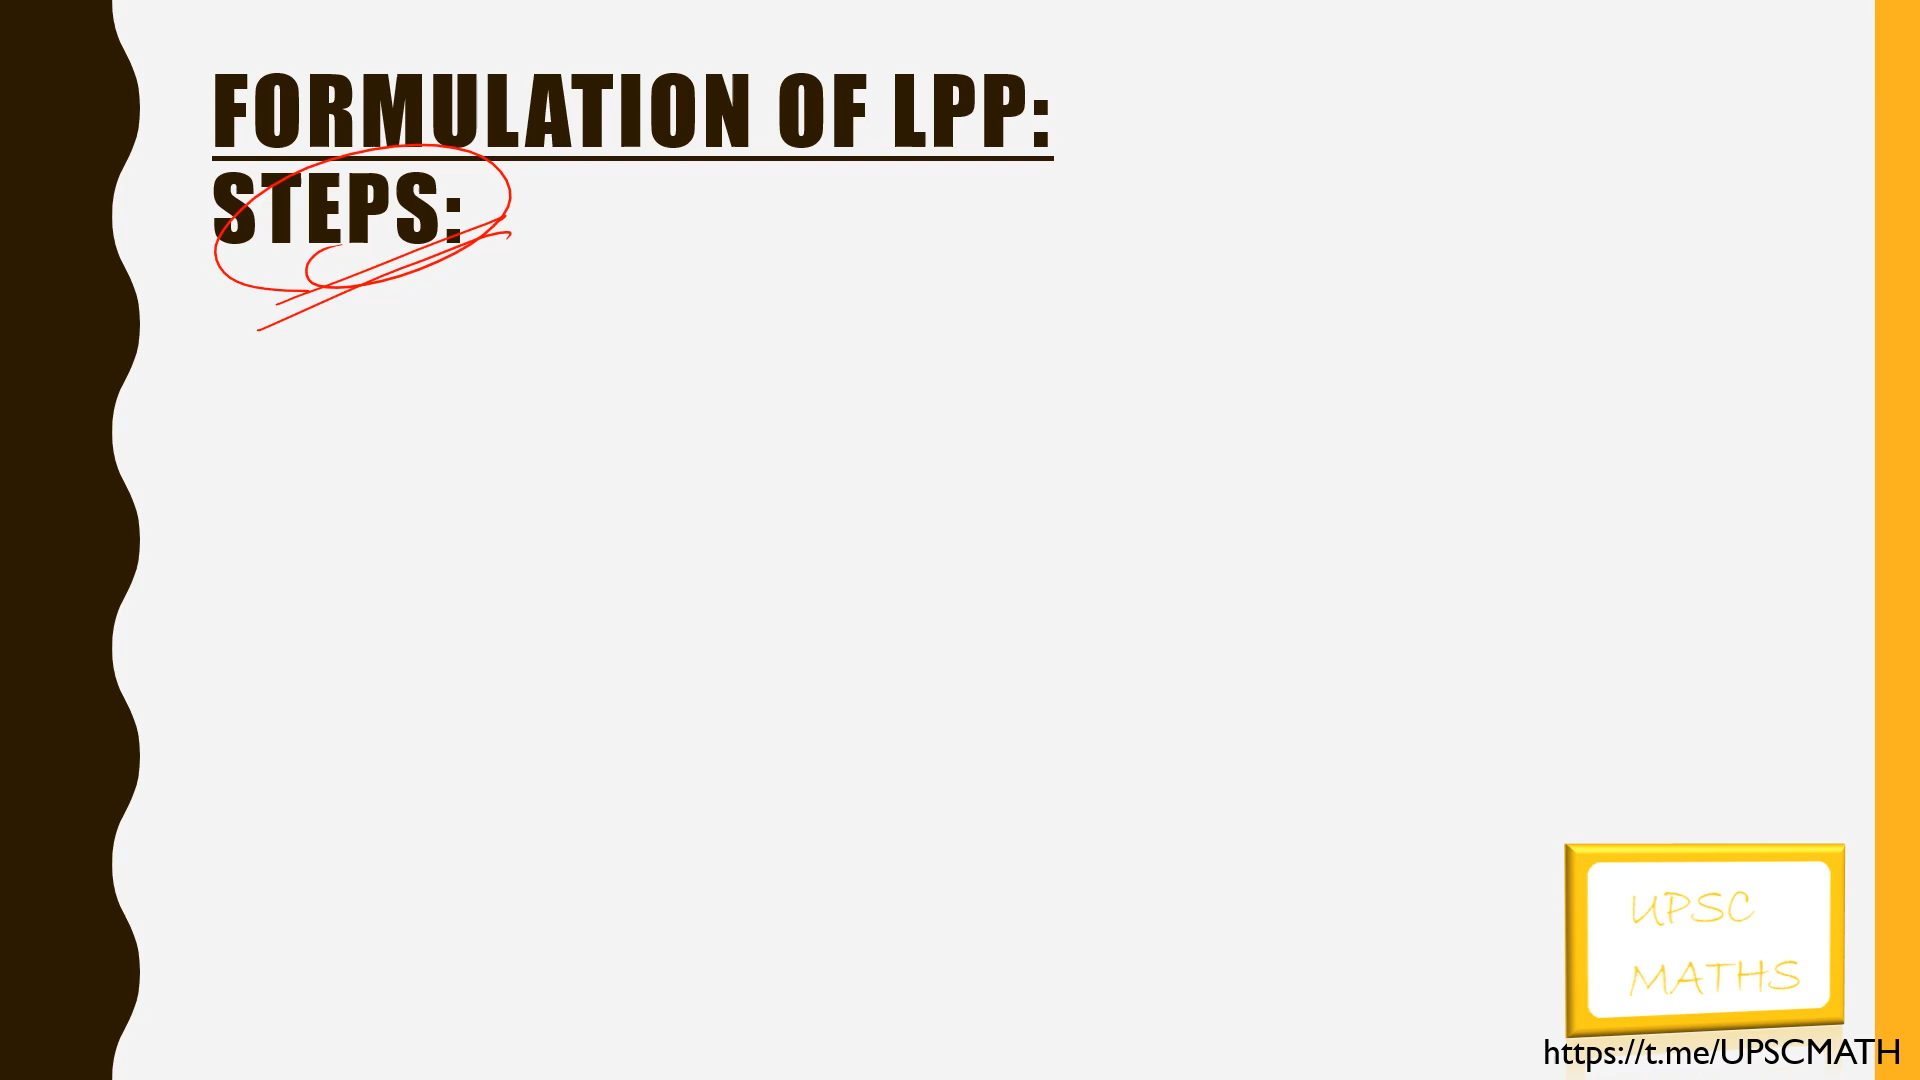 FORMULATION OF LPP:
STEPS:
UPSC
MATHS
https://t.me/UPSCMATH